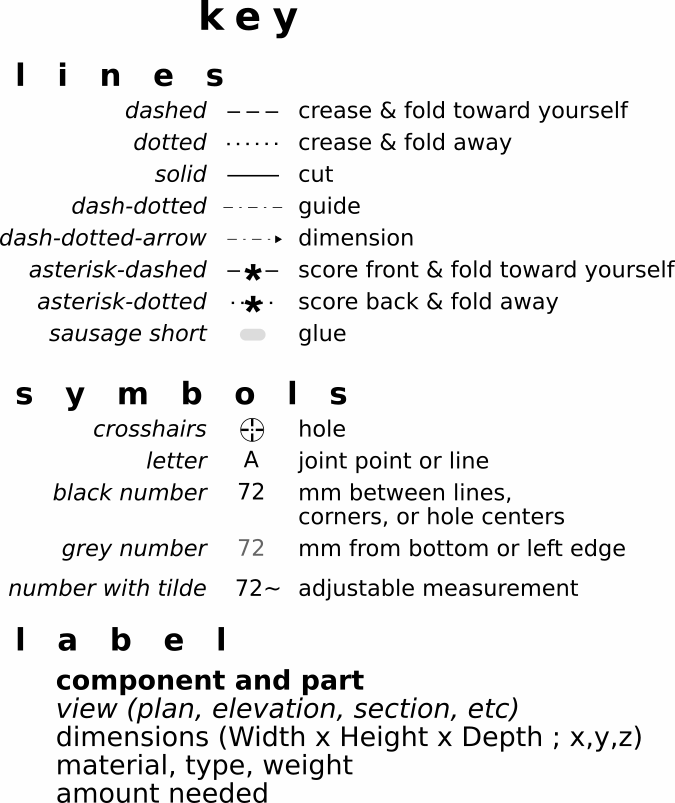 key
lines
dashed crease & fold toward yourself
dotted crease & fold away
solid cut
dash-dotted guide
dash-dotted-arrow dimension
asterisk-dashed * score front & fold toward yourself
asterisk-dotted * score back & fold away
sausage short glue
symbols
crosshairs hole
letter A joint point or line
black number 72 mm between lines,
corners, or hole centers
grey number 72 mm from bottom or left edge
number with tilde 72~ adjustable measurement
label
component and part
view (plan, elevation, section, etc)
dimensions (Width x Height x Depth ; x,y,z)
material, type, weight
amount needed